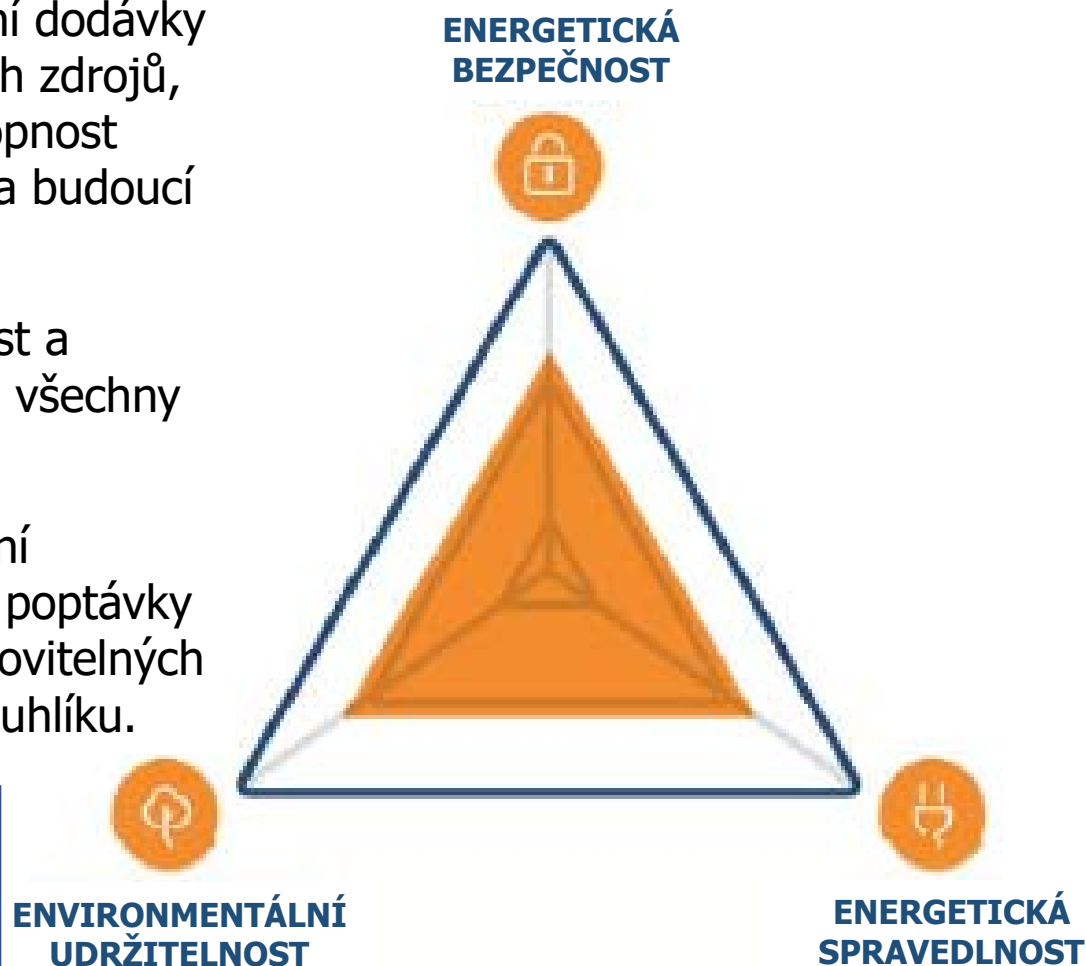 ní dodávky
h zdrojů,
opnost
a budoucí
st a
všechny
ní
poptávky
ovitelných
uhlíku.
ENERGETICKÁ
BEZPEČNOST
ENVIRONMENTÁLNÍ
UDRŽITELNOST
ENERGETICKÁ
SPRAVEDLNOST